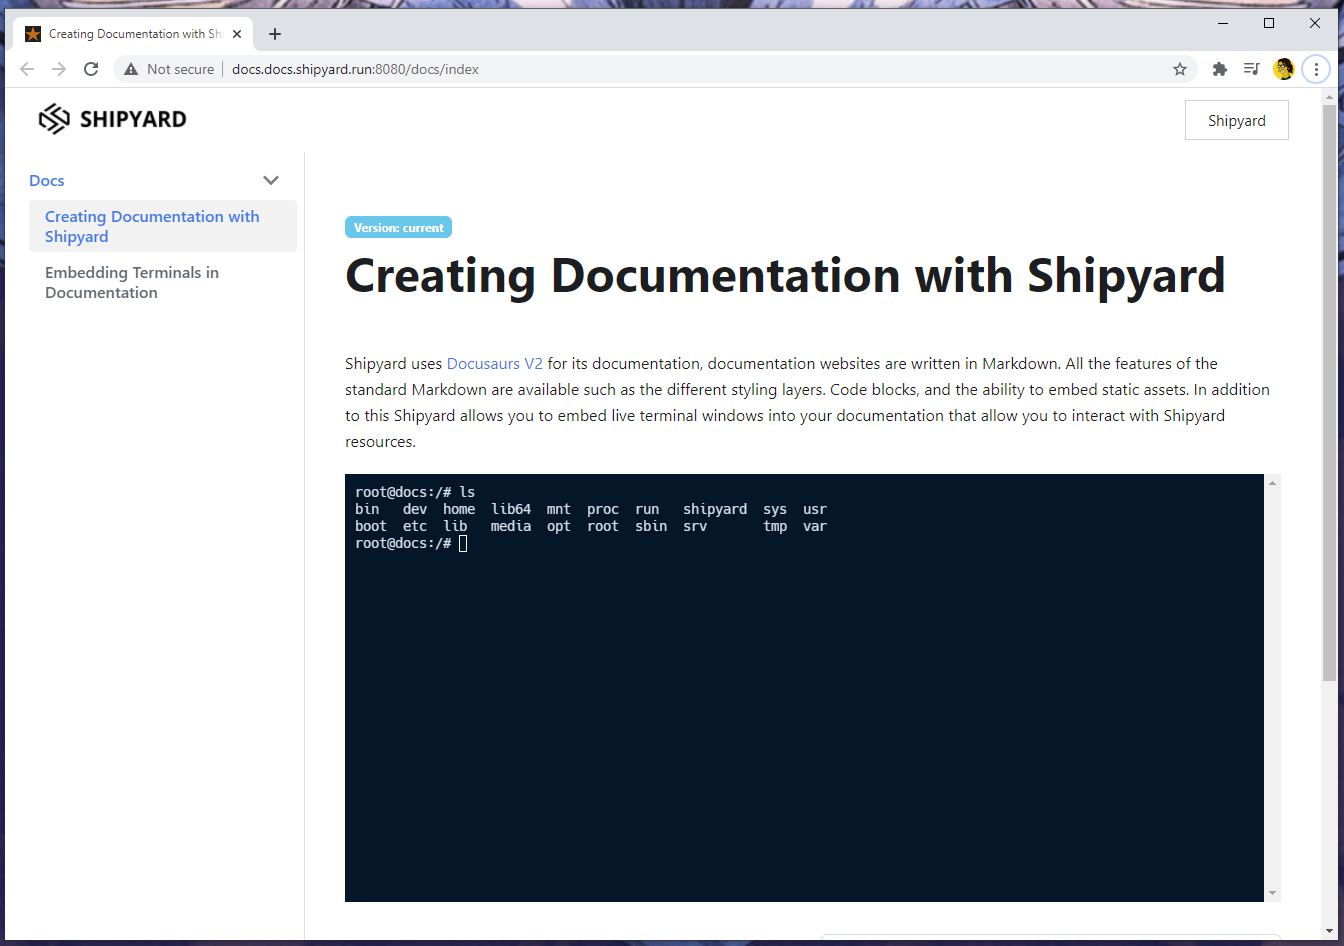 Creating Documentation with Sh
Not secure
docs.docs.shipyard.run:8080/docs/index
SHIPYARD
Shipyard
Docs
Creating Documentation with
Shipyard
Embedding Terminals in
Documentation
Version: current
Creating Documentation with Shipyard
Shipyard uses Docusaurs V2 for its documentation, documentation websites are written in Markdown. All the features of the
standard Markdown are available such as the different styling layers. Code blocks, and the ability to embed static assets. In addition
to this Shipyard allows you to embed live terminal windows into your documentation that allow you to interact with Shipyard
resources.
root@docs:/# ls
bin   dev  home  lib64  mnt  proc  run   shipyard  sys  usr
boot  etc  lib   media  opt  root  sbin  srv       tmp  var
root@docs:/#